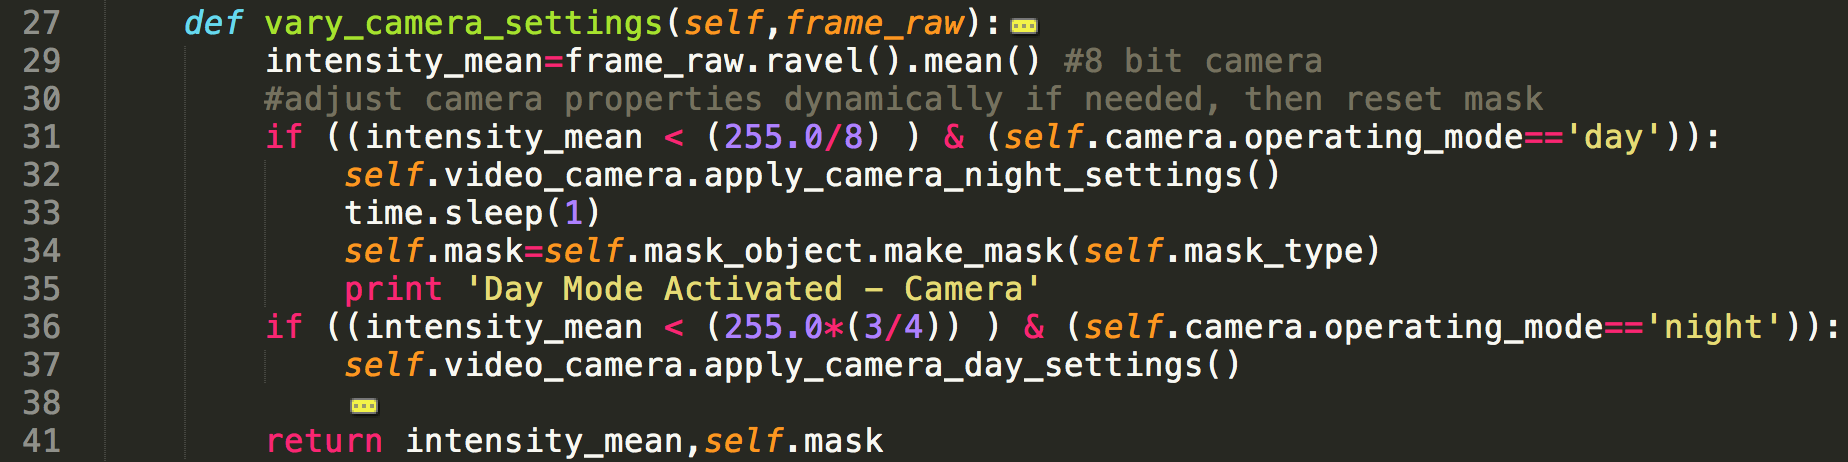 27 def vary_camera_settings(self,frame_raw):
29 intensity_mean=frame_raw.ravel().mean() #8 bit camera
30 #adjust camera properties dynamically if needed, then reset mask
31 if ((intensity_mean < (255.0/8) ) & (self.camera.operating_mode=='day')):
32 self.video_camera.apply_camera_night_settings()
33 time.sleep(1)
34 self.mask=self.mask_object.make_mask(self.mask_type)
35 print 'Day Mode Activated - Camera'
36 if ((intensity_mean < (255.0*(3/4)) ) & (self.camera.operating_mode=='night')):
37 self.video_camera.apply_camera_day_settings()
38
41 return intensity_mean,self.mask